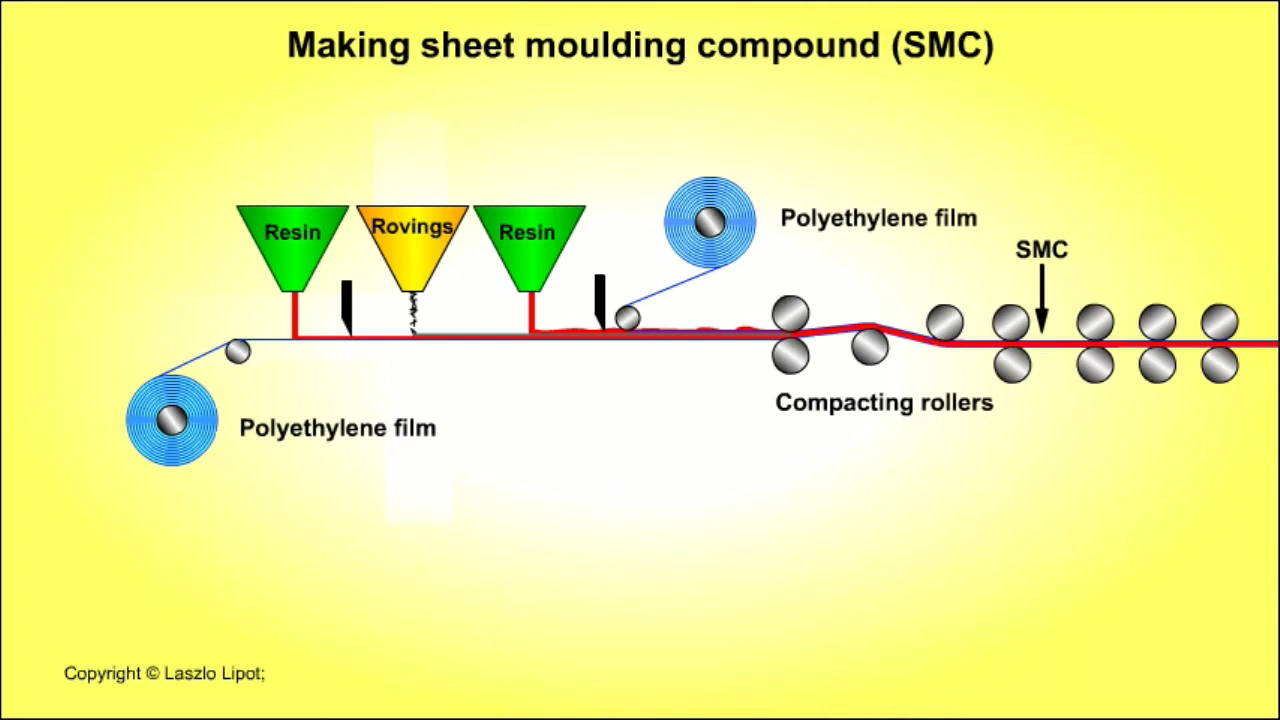 Making sheet moulding compound (SMC)
Resin
Rovings
Resin
Polyethylene film
SMC
Compacting rollers
Polyethylene film
Copyright © Laszlo Lipot;